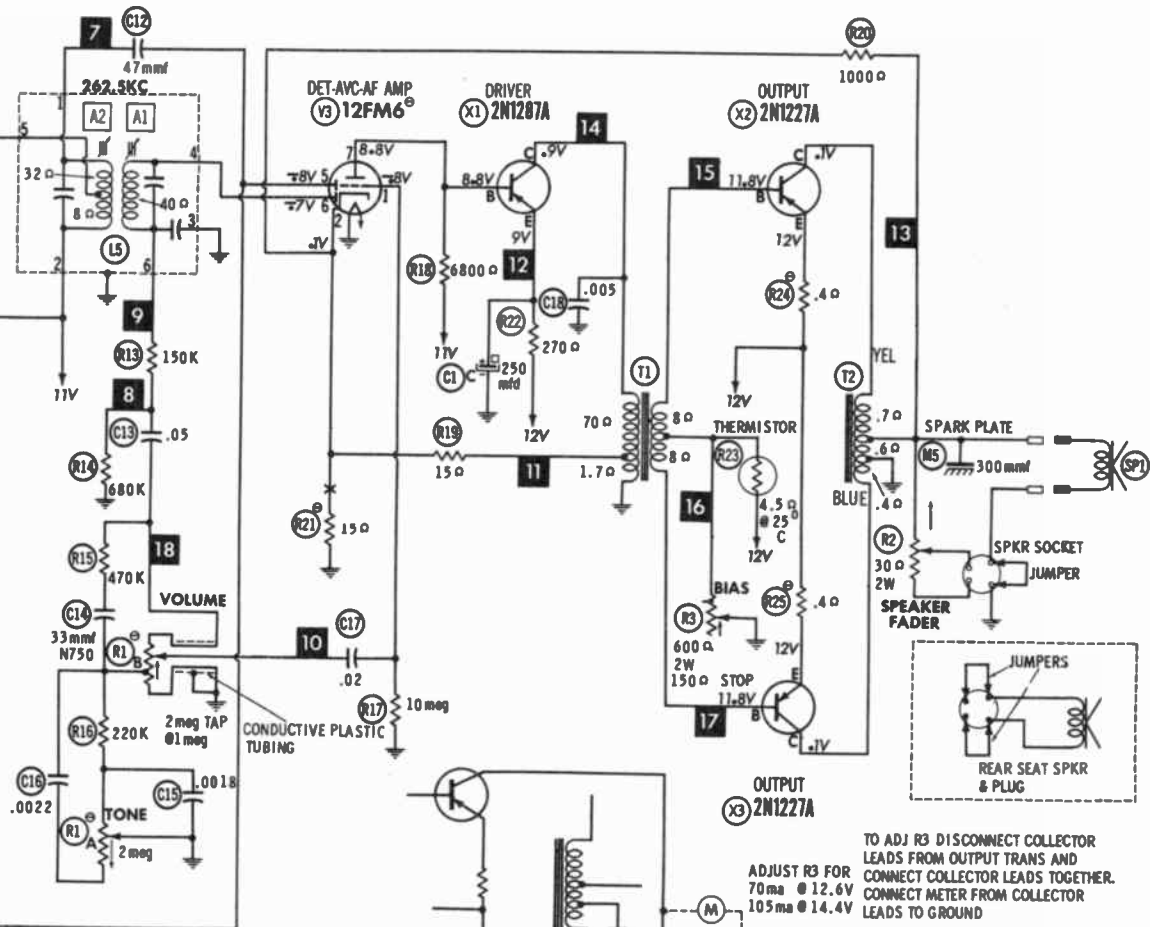 7
C12
47mmf
262.5KC
A2
A1
1
5
4
32Ω
8Ω
40Ω
3
L5
2
6
9
R13
150K
11V
8
C13
.05
R14
680K
R15
470K
18
VOLUME
C14
33mmf
N750
R1
B
2meg TAP
@1meg
CONDUCTIVE PLASTIC
TUBING
R16
220K
C16
.0022
.0018
C15
TONE
R1
A
2meg
DET-AVC-AF AMP
V3 12FM6
7
8.8V
-.8V
5
-.8V
1
-.7V
6
2
.1V
DRIVER
X1 2N1287A
14
C
.9V
8.8V
B
E
9V
12
R18
6800Ω
11V
C18
.005
R22
270Ω
C1
C
250
mfd
12V
R19
15Ω
11
R21
15Ω
10
C17
.02
R17
10meg
T1
70Ω
1.7Ω
8Ω
8Ω
R20
1000Ω
OUTPUT
X2 2N1227A
C
.1V
15
11.8V
B
E
12V
13
R24
.4Ω
12V
THERMISTOR
R23
4.5Ω
@ 25°
C
12V
16
BIAS
R3
600Ω
2W
150Ω
STOP
R25
.4Ω
12V
E
11.8V
B
17
C
.1V
OUTPUT
X3 2N1227A
YEL
T2
.7Ω
.6Ω
BLUE
.4Ω
SPARK PLATE
M5
300mmf
SP1
R2
30Ω
2W
SPEAKER
FADER
SPKR SOCKET
JUMPER
JUMPERS
REAR SEAT SPKR
& PLUG
M
ADJUST R3 FOR
70ma @ 12.6V
105ma @ 14.4V
TO ADJ R3 DISCONNECT COLLECTOR
LEADS FROM OUTPUT TRANS AND
CONNECT COLLECTOR LEADS TOGETHER.
CONNECT METER FROM COLLECTOR
LEADS TO GROUND